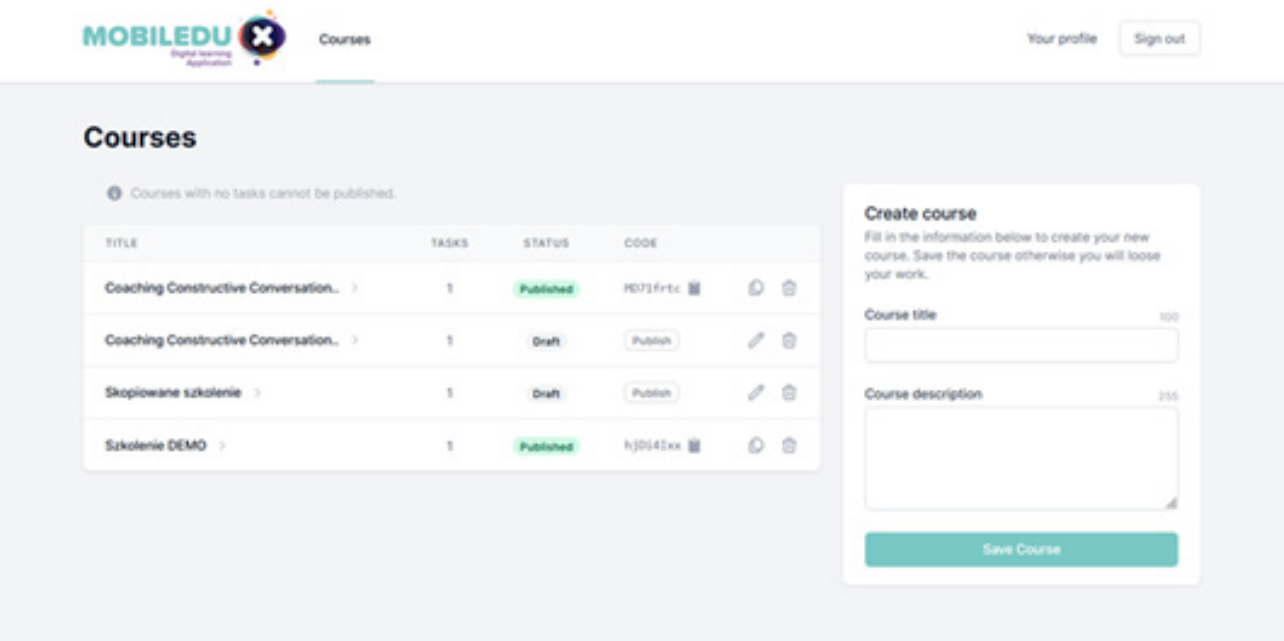 MOBILEDU
Digital learning
Application
Courses
Your profile
Sign out
Courses
Courses with no tasks cannot be published.
TITLE TASKS STATUS CODE
Coaching Constructive Conversation.. 1 Published
Coaching Constructive Conversation.. 1 Draft Publish
Skopiowane szkolenie 1 Draft Publish
Szkolenie DEMO 1 Published
Create course
Fill in the information below to create your new
course. Save the course otherwise you will loose
your work.
Course title 100
Course description 255
Save Course